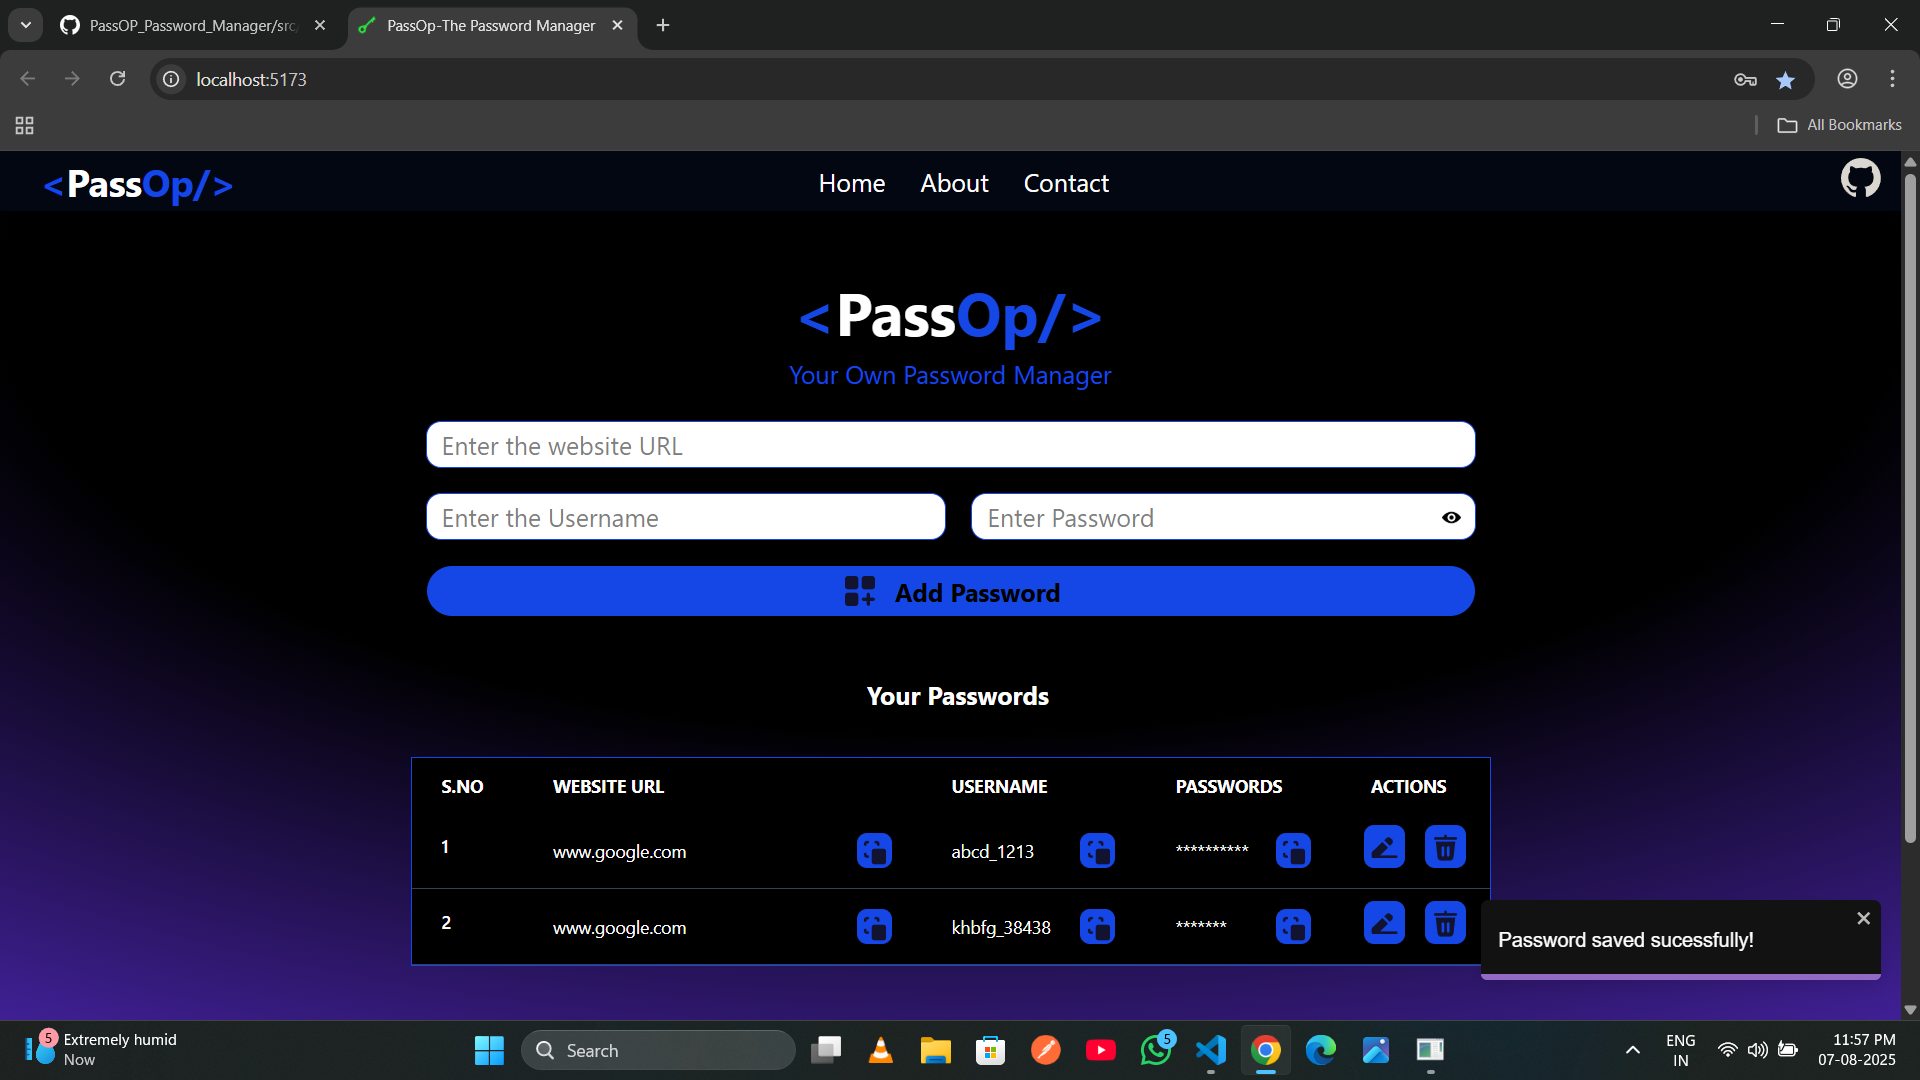 PassOP_Password_Manager/src/
PassOp-The Password Manager
localhost:5173
All Bookmarks
<PassOp/>
Home About Contact
<PassOp/>
Your Own Password Manager
Enter the website URL
Enter the Username
Enter Password
Add Password
Your Passwords
S.NO WEBSITE URL USERNAME PASSWORDS ACTIONS
1 www.google.com abcd_1213 **********
2 www.google.com khbfg_38438 *******
Password saved sucessfully!
5
Extremely humid
Now
Search
5
ENG
IN
11:57 PM
07-08-2025